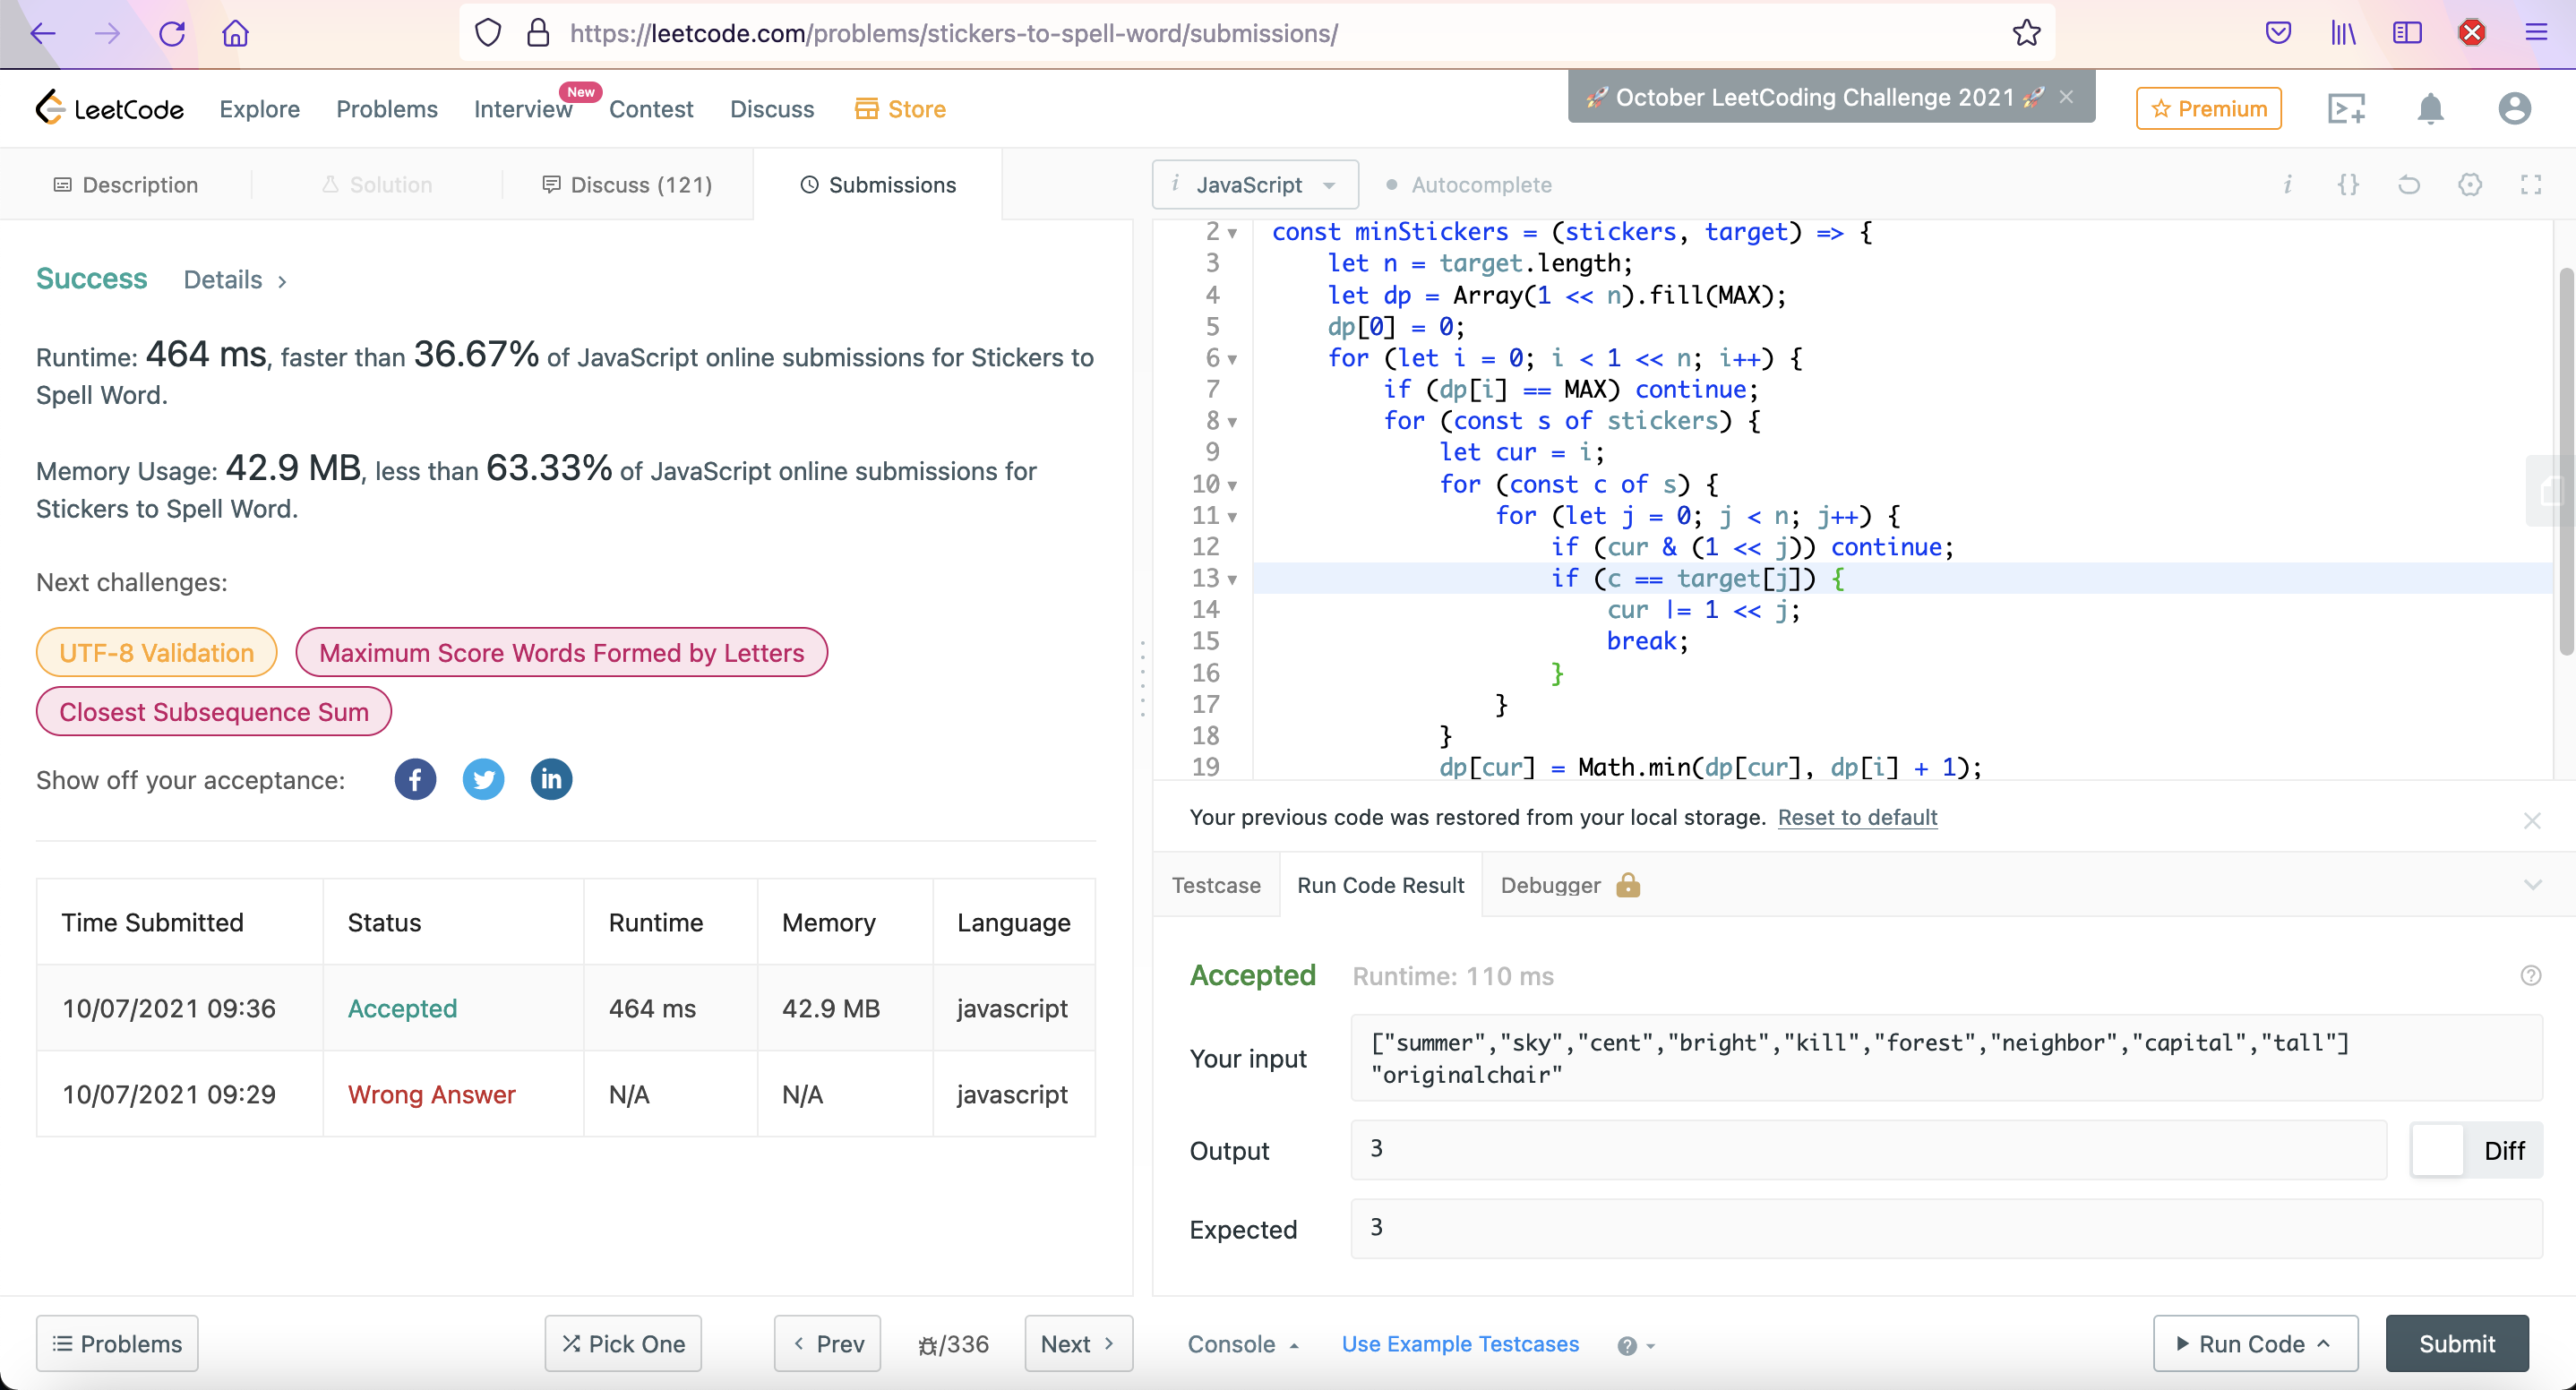 https://leetcode.com/problems/stickers-to-spell-word/submissions/
LeetCode Explore Problems Interview New Contest Discuss Store
🚀 October LeetCoding Challenge 2021 🚀 ×
Premium
Description Solution Discuss (121) Submissions
Success Details >
Runtime: 464 ms, faster than 36.67% of JavaScript online submissions for Stickers to
Spell Word.
Memory Usage: 42.9 MB, less than 63.33% of JavaScript online submissions for
Stickers to Spell Word.
Next challenges:
UTF-8 Validation Maximum Score Words Formed by Letters
Closest Subsequence Sum
Show off your acceptance:
Time Submitted Status Runtime Memory Language
10/07/2021 09:36 Accepted 464 ms 42.9 MB javascript
10/07/2021 09:29 Wrong Answer N/A N/A javascript
Problems Pick One < Prev /336 Next >
i JavaScript Autocomplete i {}
2 const minStickers = (stickers, target) => {
3 let n = target.length;
4 let dp = Array(1 << n).fill(MAX);
5 dp[0] = 0;
6 for (let i = 0; i < 1 << n; i++) {
7 if (dp[i] == MAX) continue;
8 for (const s of stickers) {
9 let cur = i;
10 for (const c of s) {
11 for (let j = 0; j < n; j++) {
12 if (cur & (1 << j)) continue;
13 if (c == target[j]) {
14 cur |= 1 << j;
15 break;
16 }
17 }
18 }
19 dp[cur] = Math.min(dp[cur], dp[i] + 1);
Your previous code was restored from your local storage. Reset to default
Testcase Run Code Result Debugger
Accepted Runtime: 110 ms
Your input
["summer","sky","cent","bright","kill","forest","neighbor","capital","tall"]
"originalchair"
Output 3 Diff
Expected 3
Console Use Example Testcases
Run Code Submit